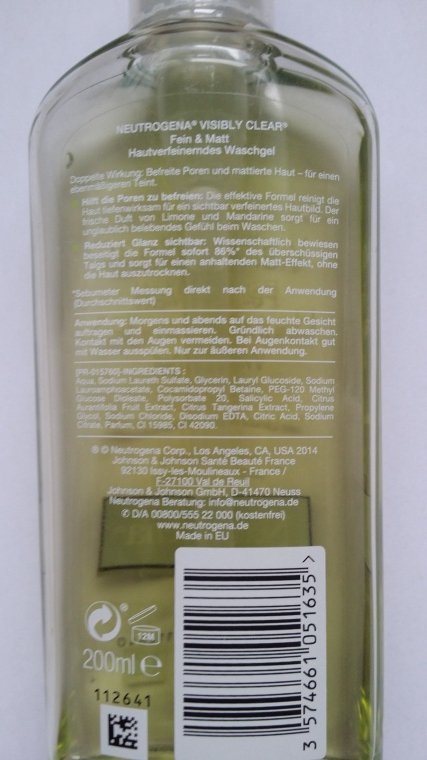 NEUTROGENA® VISIBLY CLEAR®
Fein & Matt
Hautverfeinerndes Waschgel
Doppelte Wirkung: Befreite Poren und mattierte Haut – für einen
ebenmäßigeren Teint.
Hilft die Poren zu befreien: Die effektive Formel reinigt die
Haut tiefenwirksam für ein sichtbar verfeinertes Hautbild. Der
frische Duft von Limone und Mandarine sorgt für ein
unglaublich belebendes Gefühl beim Waschen.
Reduziert Glanz sichtbar: Wissenschaftlich bewiesen
beseitigt die Formel sofort 86%* des überschüssigen
Talgs und sorgt für einen anhaltenden Matt-Effekt, ohne
die Haut auszutrocknen.
*Sebumeter Messung direkt nach der Anwendung
(Durchschnittswert)
Anwendung: Morgens und abends auf das feuchte Gesicht
auftragen und einmassieren. Gründlich abwaschen.
Kontakt mit den Augen vermeiden. Bei Augenkontakt gut
mit Wasser ausspülen. Nur zur äußeren Anwendung.
[PR-015760]-INGREDIENTS :
Aqua, Sodium Laureth Sulfate, Glycerin, Lauryl Glucoside, Sodium
Lauroamphoacetate, Cocamidopropyl Betaine, PEG-120 Methyl
Glucose Dioleate, Polysorbate 20, Salicylic Acid, Citrus
Aurantifolia Fruit Extract, Citrus Tangerina Extract, Propylene
Glycol, Sodium Chloride, Disodium EDTA, Citric Acid, Sodium
Citrate, Parfum, CI 15985, CI 42090.
® © Neutrogena Corp., Los Angeles, CA, USA 2014
Johnson & Johnson Santé Beauté France
92130 Issy-les-Moulineaux - France /
F-27100 Val de Reuil
Johnson & Johnson GmbH, D-41470 Neuss
Neutrogena Beratung: info@neutrogena.de
✆ D/A 00800/555 22 000 (kostenfrei)
www.neutrogena.de
Made in EU
12M
200ml ℮
112641
3 574661 051635 >